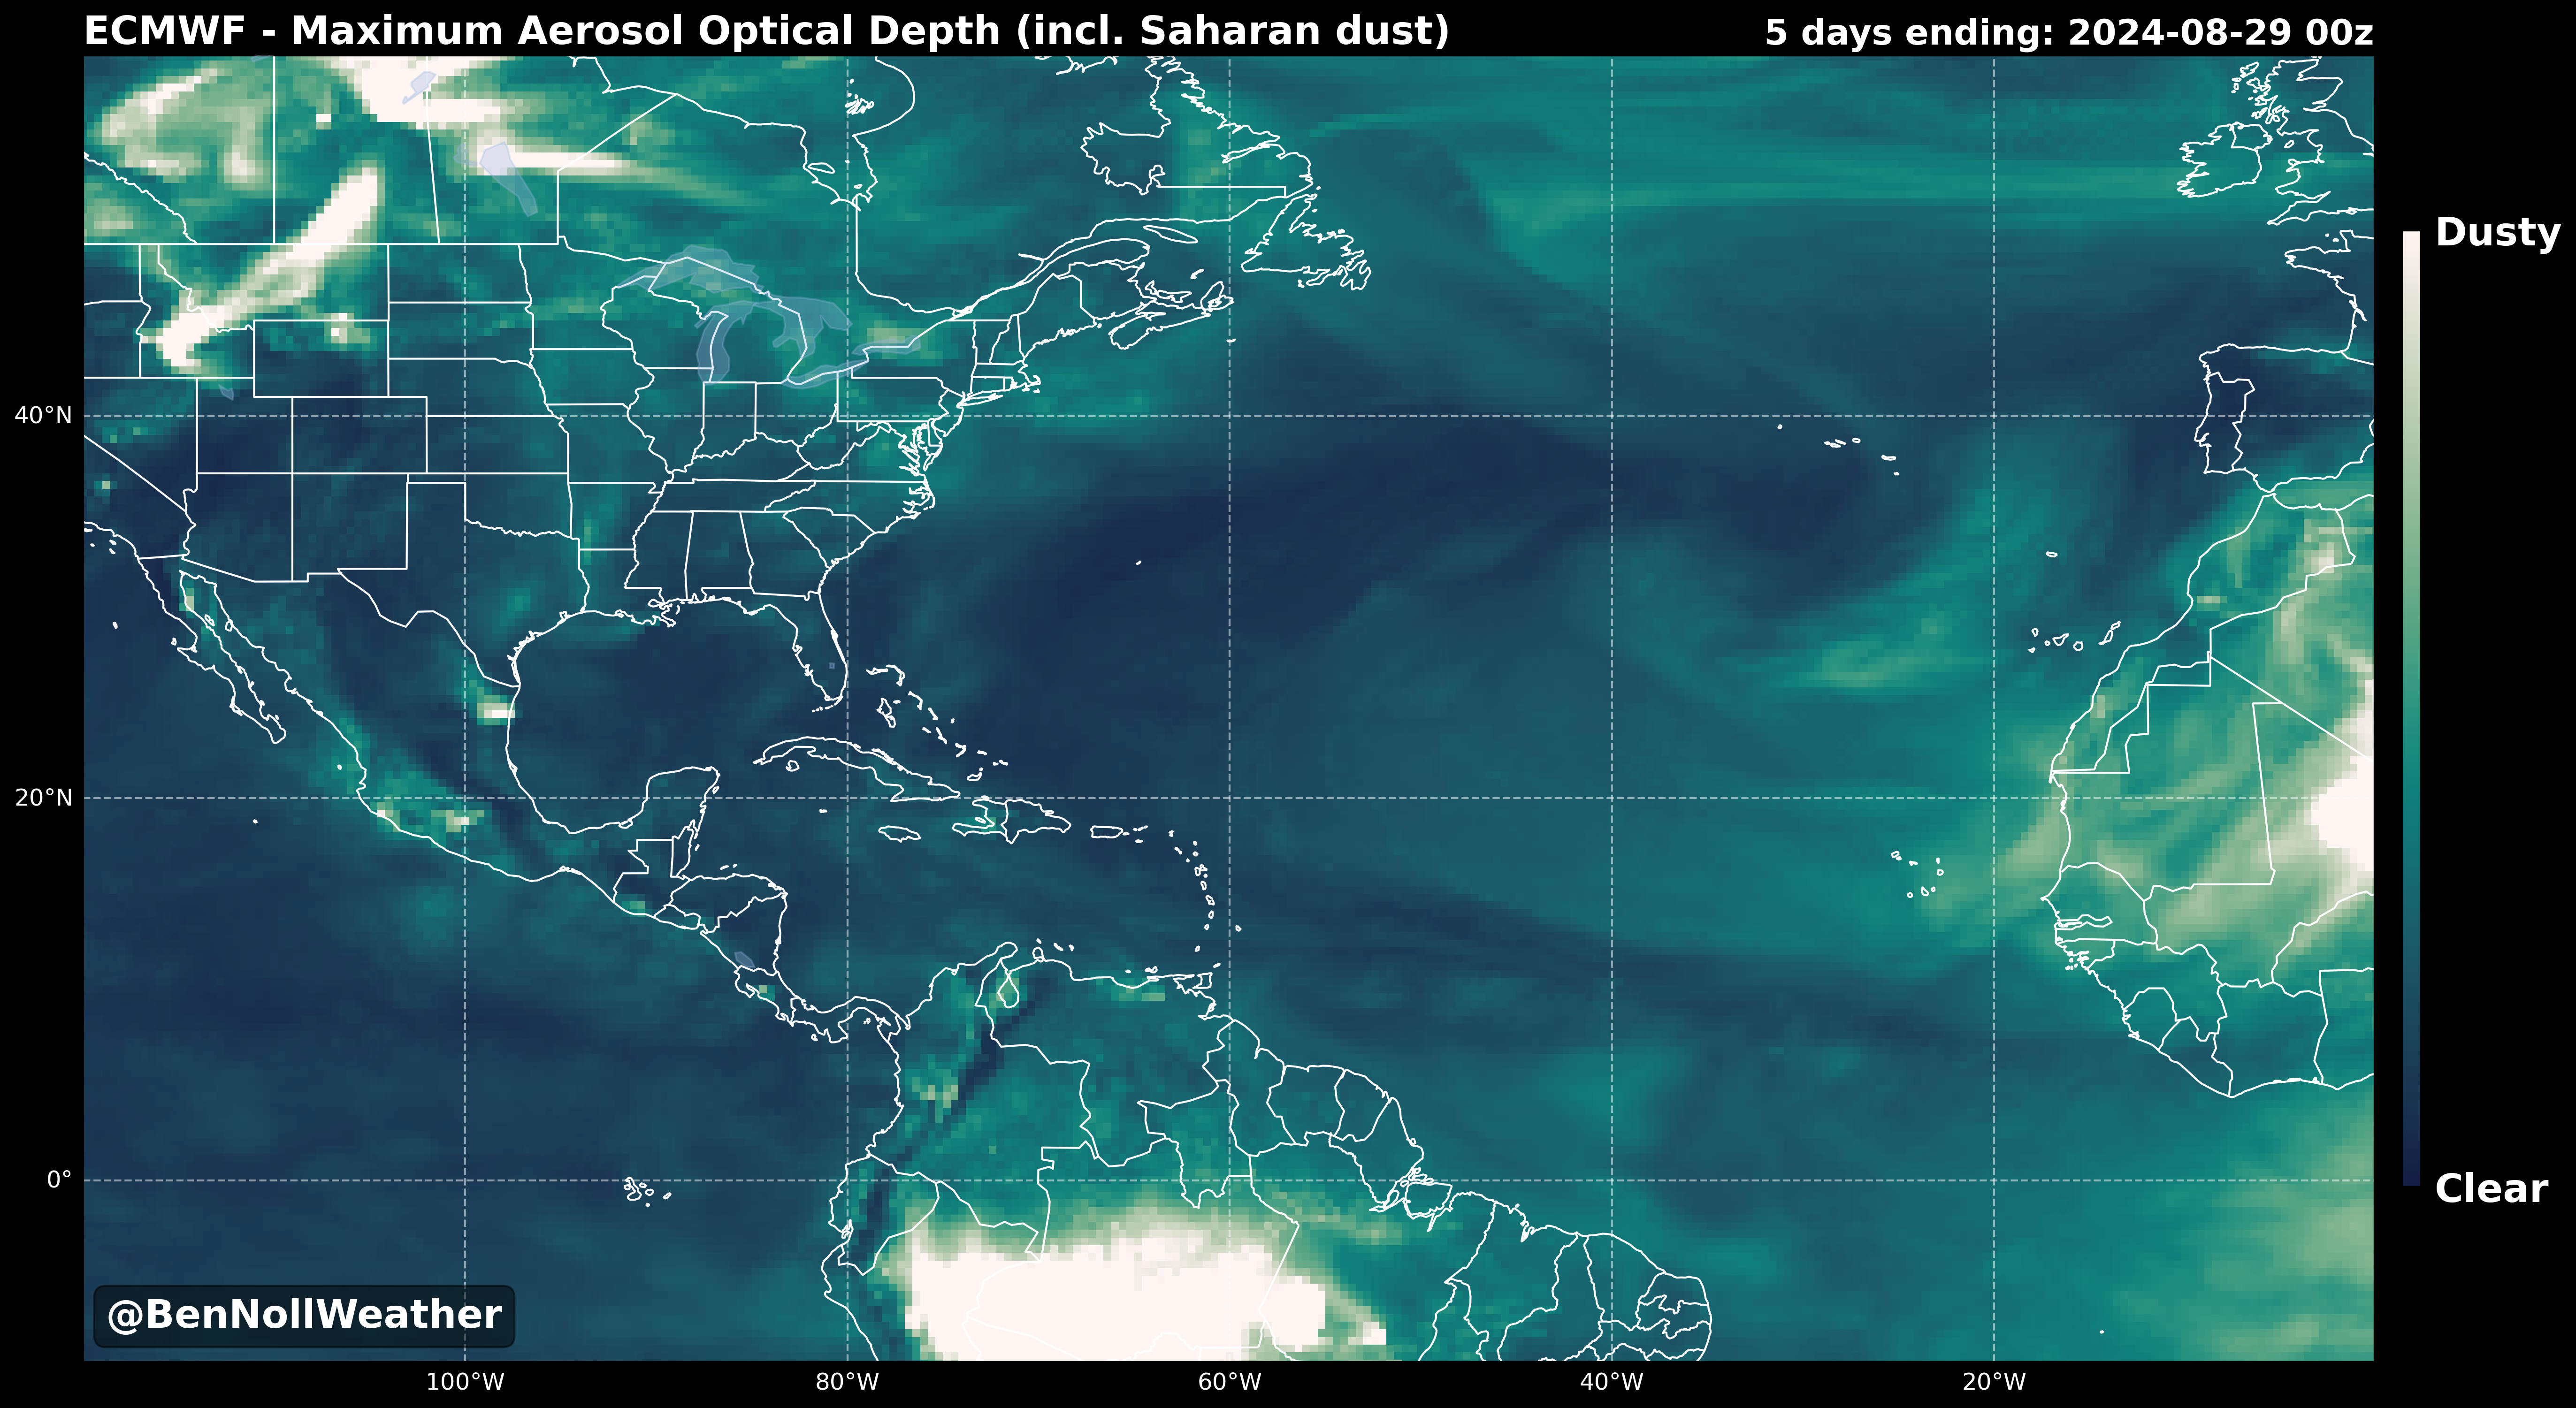 ECMWF - Maximum Aerosol Optical Depth (incl. Saharan dust)
5 days ending: 2024-08-29 00z
Dusty
40°N
20°N
0°
Clear
@BenNollWeather
100°W
80°W
60°W
40°W
20°W